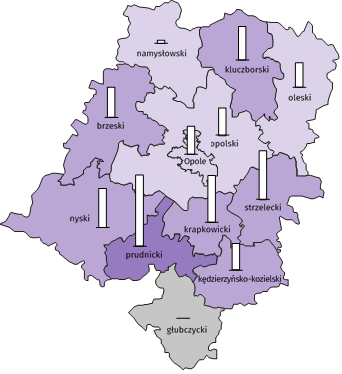 namysłowski
kluczborski
oleski
brzeski
opolski
Opole
nyski
strzelecki
krapkowicki
prudnicki
kędzierzyńsko-kozielski
głubczycki